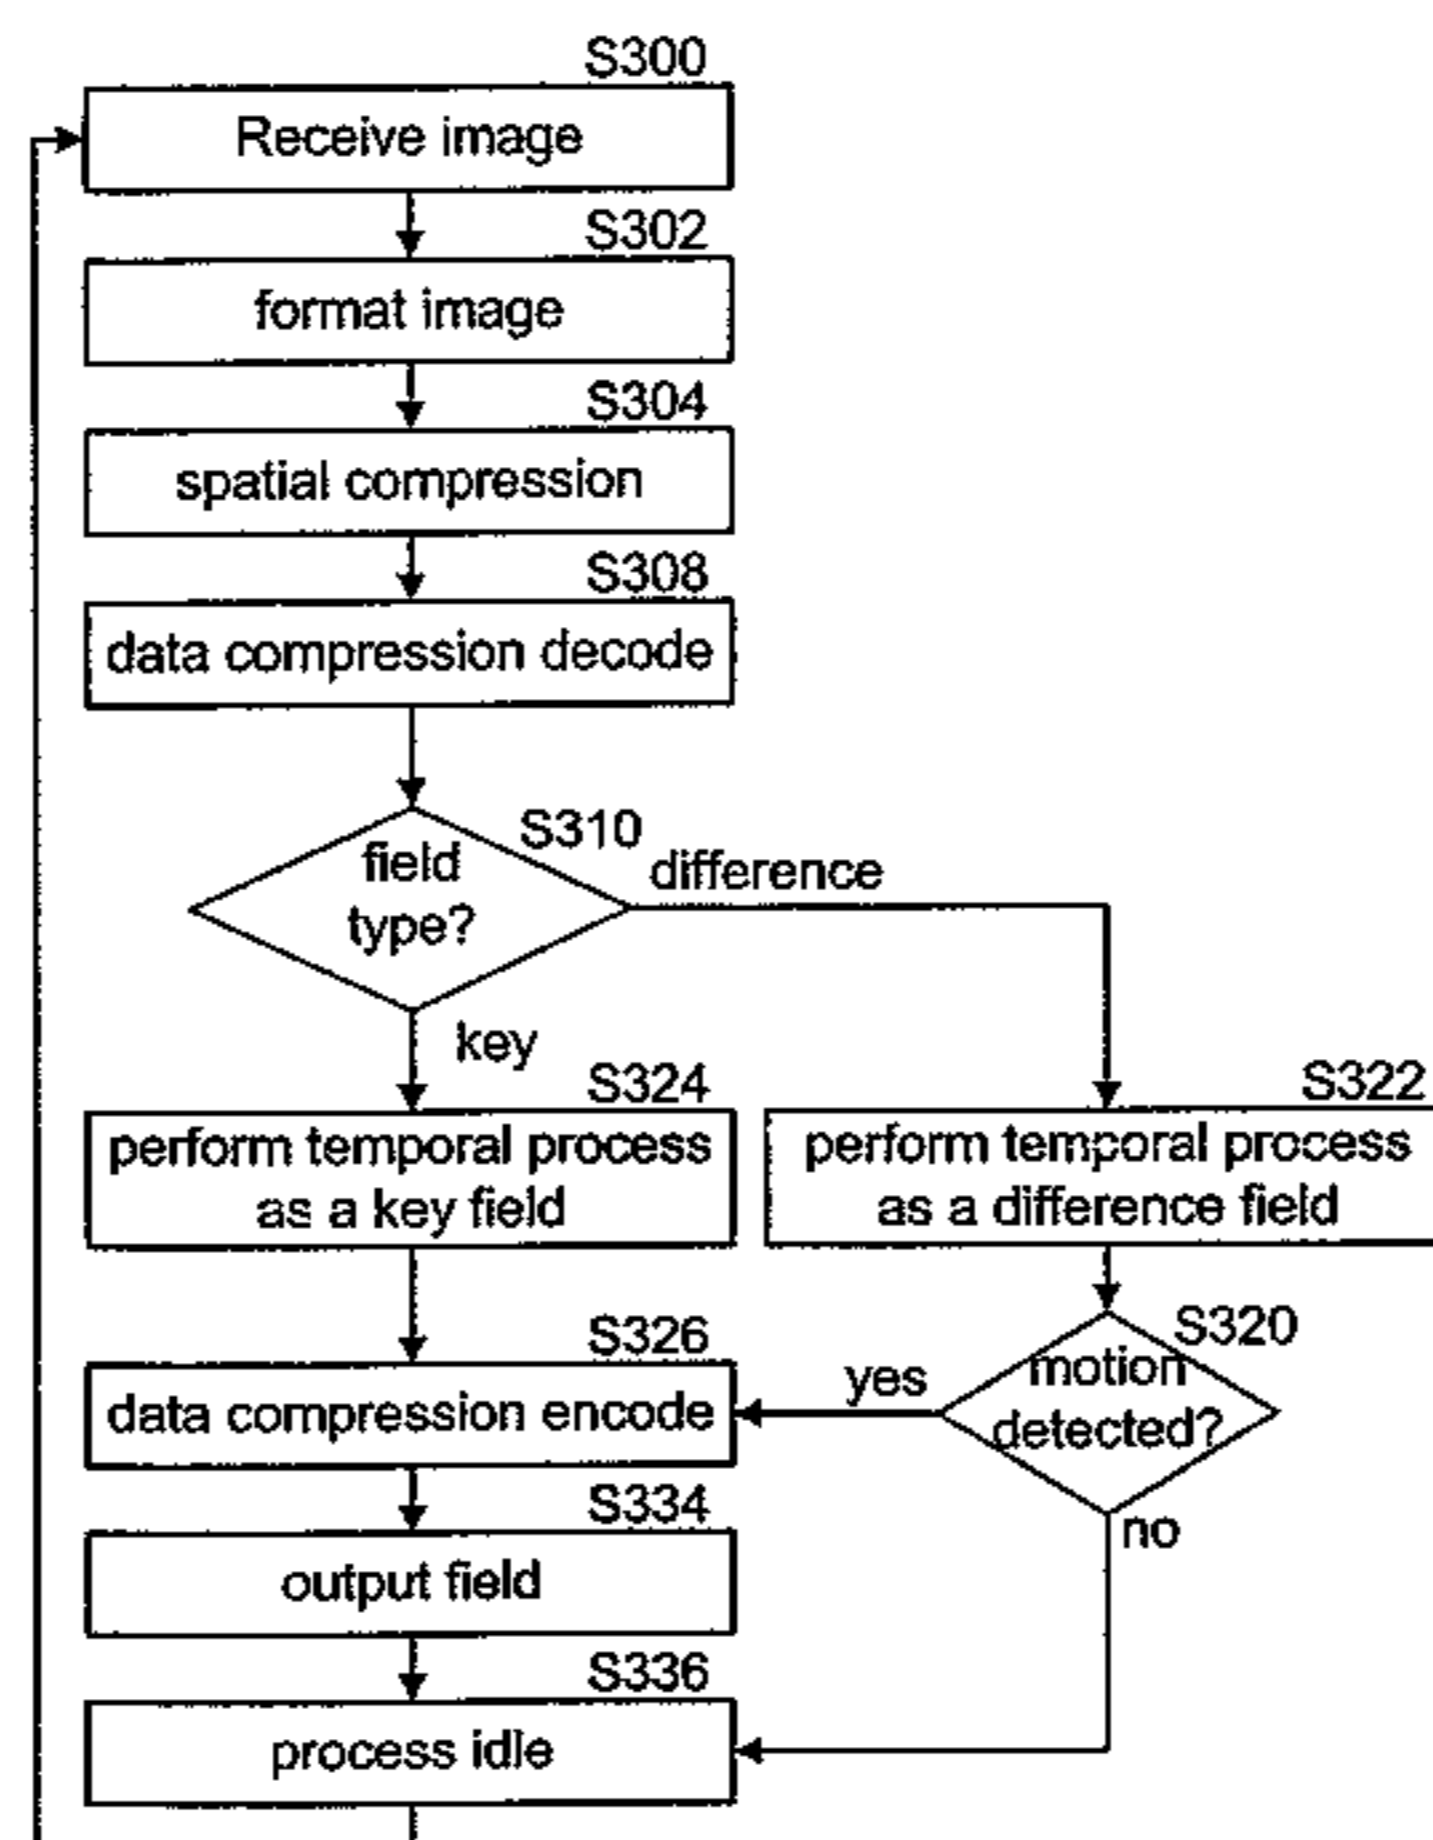 S300
Receive image
S302
format image
S304
spatial compression
S308
data compression decode
S310
field
type?
difference
key
S324
perform temporal process
as a key field
S322
perform temporal process
as a difference field
S320
motion
detected?
yes
no
S326
data compression encode
S334
output field
S336
process idle